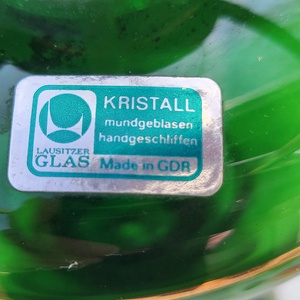 KRISTALL
mundgeblasen
handgeschliffen
LAUSITZER
GLAS
Made in GDR